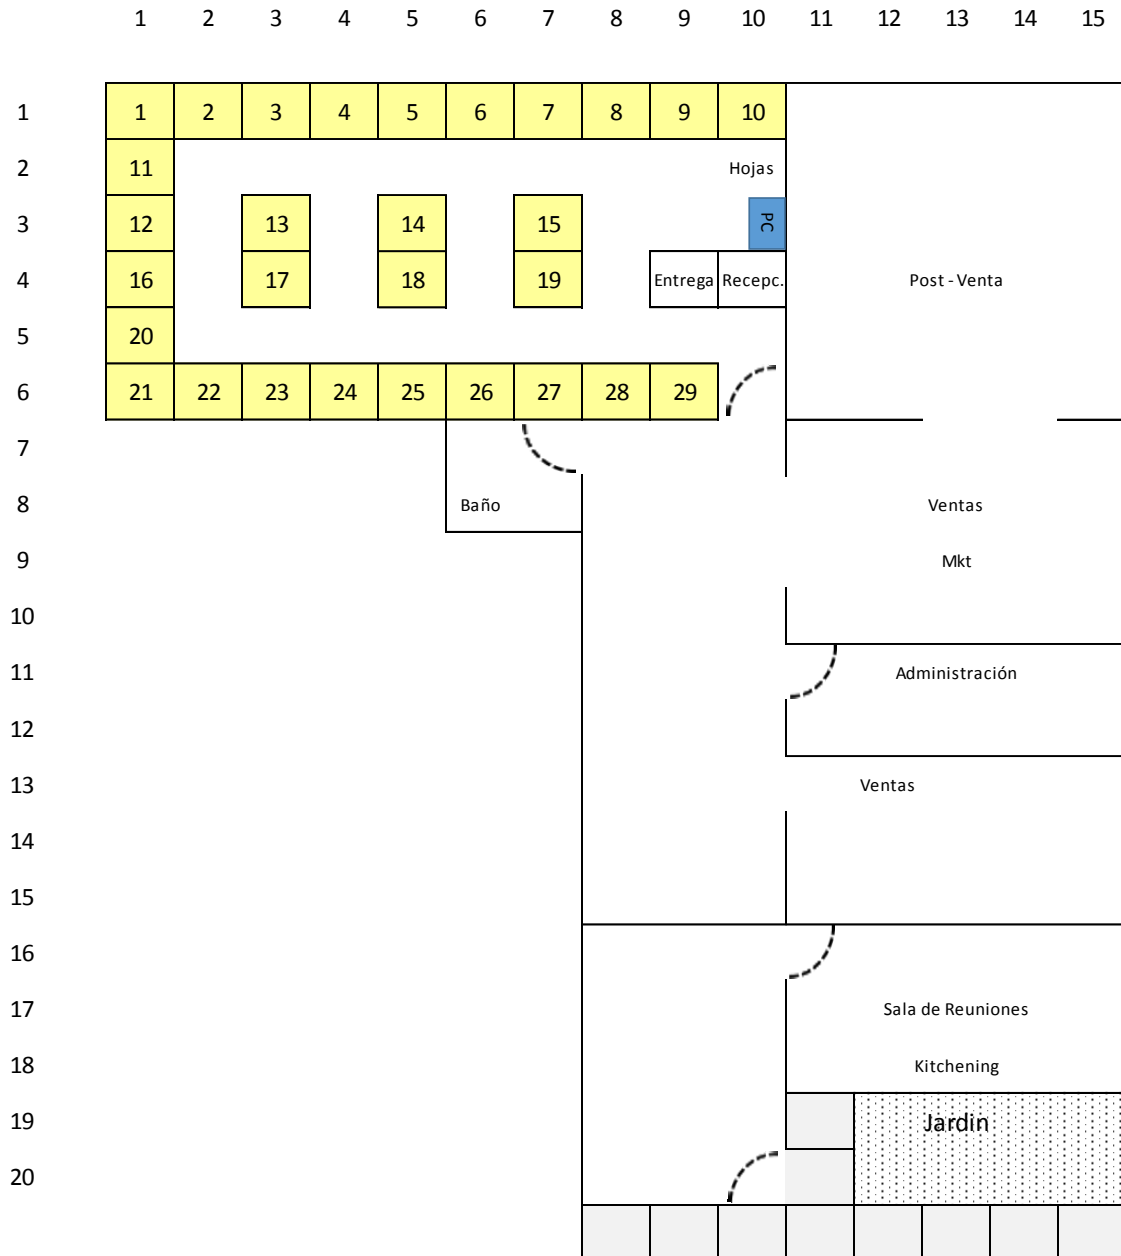 1 2 3 4 5 6 7 8 9 10 11 12 13 14 15
1 1 2 3 4 5 6 7 8 9 10
2 11 Hojas
3 12 13 14 15 PC
4 16 17 18 19 Entrega Recepc. Post - Venta
5 20
6 21 22 23 24 25 26 27 28 29
7
8 Baño Ventas
9 Mkt
10
11 Administración
12
13 Ventas
14
15
16
17 Sala de Reuniones
18 Kitchening
19 Jardin
20